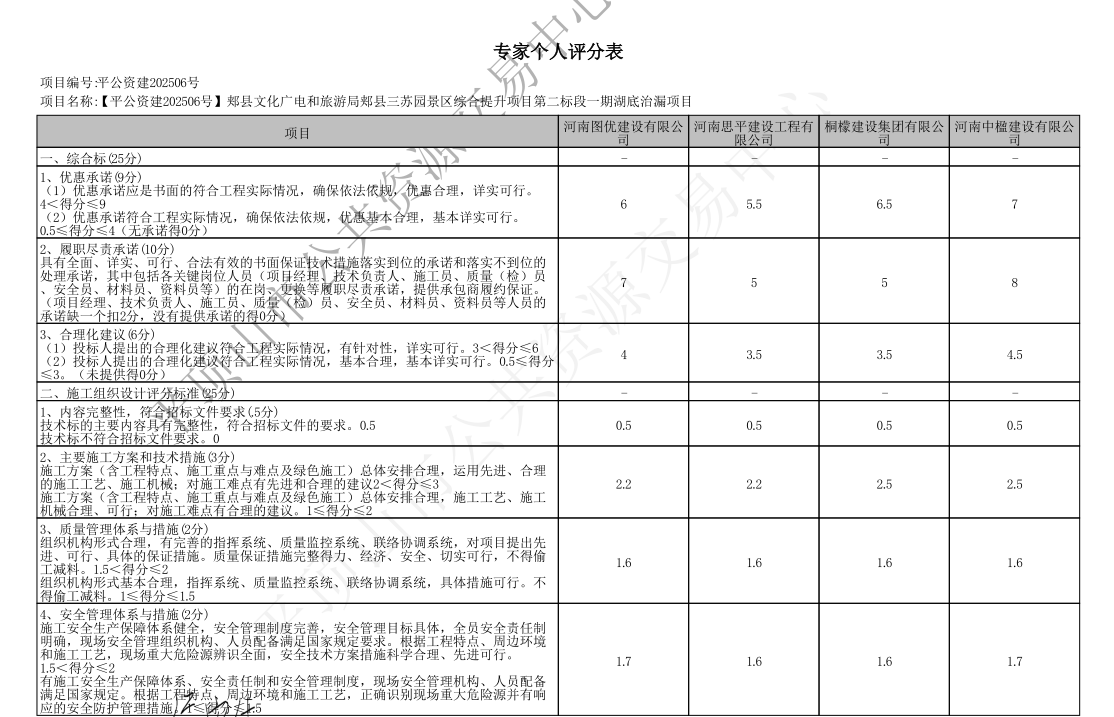 专家个人评分表
项目编号:平公资建202506号
项目名称:【平公资建202506号】郏县文化广电和旅游局郏县三苏园景区综合提升项目第二标段一期湖底治漏项目
项目 河南图优建设有限公司 河南思平建设工程有限公司 桐檬建设集团有限公司 河南中楹建设有限公司
一、综合标(25分) - - - -
1、优惠承诺(9分)
（1）优惠承诺应是书面的符合工程实际情况，确保依法依规，优惠合理，详实可行。
4＜得分≤9
（2）优惠承诺符合工程实际情况，确保依法依规，优惠基本合理，基本详实可行。
0.5≤得分≤4（无承诺得0分）
6 5.5 6.5 7
2、履职尽责承诺(10分)
具有全面、详实、可行、合法有效的书面保证技术措施落实到位的承诺和落实不到位的
处理承诺，其中包括各关键岗位人员（项目经理、技术负责人、施工员、质量（检）员
、安全员、材料员、资料员等）的在岗、更换等履职尽责承诺，提供承包商履约保证。
（项目经理、技术负责人、施工员、质量（检）员、安全员、材料员、资料员等人员的
承诺缺一个扣2分，没有提供承诺的得0分）
7 5 5 8
3、合理化建议(6分)
（1）投标人提出的合理化建议符合工程实际情况，有针对性，详实可行。3＜得分≤6
（2）投标人提出的合理化建议符合工程实际情况，基本合理，基本详实可行。0.5≤得分
≤3。（未提供得0分）
4 3.5 3.5 4.5
二、施工组织设计评分标准(25分) - - - -
1、内容完整性，符合招标文件要求(.5分)
技术标的主要内容具有完整性，符合招标文件的要求。0.5
技术标不符合招标文件要求。0
0.5 0.5 0.5 0.5
2、主要施工方案和技术措施(3分)
施工方案（含工程特点、施工重点与难点及绿色施工）总体安排合理，运用先进、合理
的施工工艺、施工机械；对施工难点有先进和合理的建议2＜得分≤3
施工方案（含工程特点、施工重点与难点及绿色施工）总体安排合理，施工工艺、施工
机械合理、可行；对施工难点有合理的建议。1≤得分≤2
2.2 2.2 2.5 2.5
3、质量管理体系与措施(2分)
组织机构形式合理，有完善的指挥系统、质量监控系统、联络协调系统，对项目提出先
进、可行、具体的保证措施。质量保证措施完整得力、经济、安全、切实可行，不得偷
工减料。1.5＜得分≤2
组织机构形式基本合理，指挥系统、质量监控系统、联络协调系统，具体措施可行。不
得偷工减料。1≤得分≤1.5
1.6 1.6 1.6 1.6
4、安全管理体系与措施(2分)
施工安全生产保障体系健全，安全管理制度完善，安全管理目标具体，全员安全责任制
明确，现场安全管理组织机构、人员配备满足国家规定要求。根据工程特点、周边环境
和施工工艺，现场重大危险源辨识全面，安全技术方案措施科学合理、先进可行。
1.5＜得分≤2
有施工安全生产保障体系、安全责任制和安全管理制度，现场安全管理机构、人员配备
满足国家规定。根据工程特点、周边环境和施工工艺，正确识别现场重大危险源并有响
应的安全防护管理措施。1≤得分≤1.5
1.7 1.6 1.6 1.7
平顶山市公共资源交易中心
平顶山市公共资源交易中心